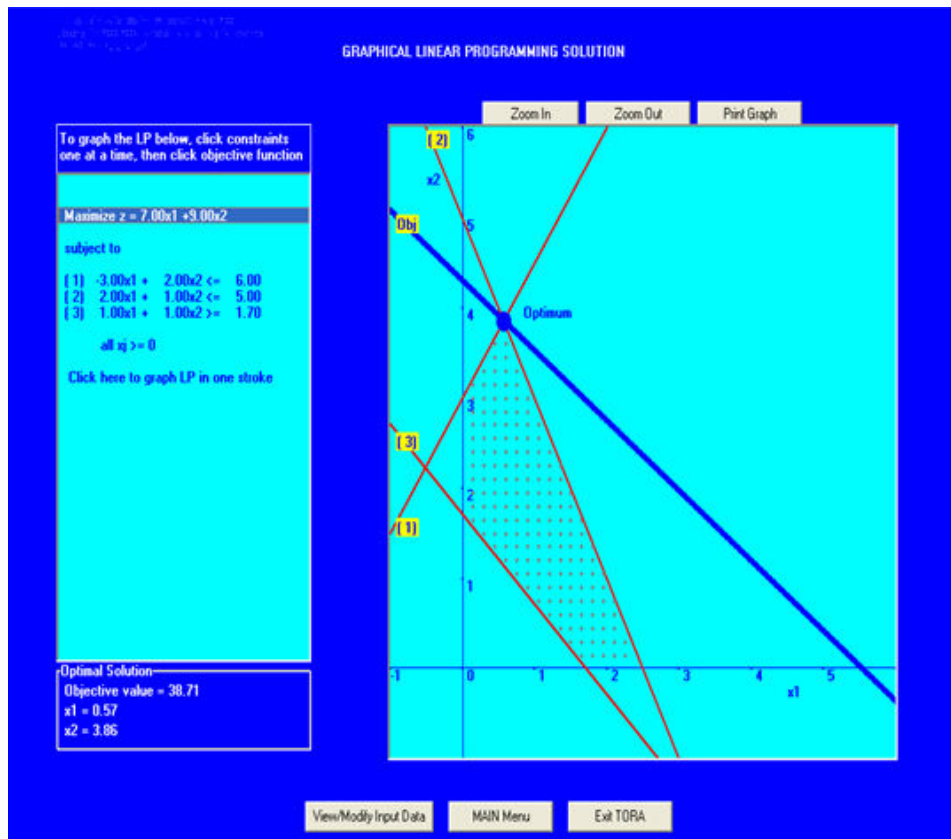 GRAPHICAL LINEAR PROGRAMMING SOLUTION
Zoom In Zoom Out Print Graph
To graph the LP below, click constraints
one at a time, then click objective function
Maximize z = 7.00x1 +9.00x2
subject to
( 1) -3.00x1 + 2.00x2 <= 6.00
( 2) 2.00x1 + 1.00x2 <= 5.00
( 3) 1.00x1 + 1.00x2 >= 1.70
all xj >= 0
Click here to graph LP in one stroke
Optimal Solution
Objective value = 38.71
x1 = 0.57
x2 = 3.86
( 2) 6
x2
Obj 5
4 Optimum
3
( 3)
2
( 1)
1
-1 0 1 2 3 4 5
x1
View/Modify Input Data MAIN Menu Exit TORA